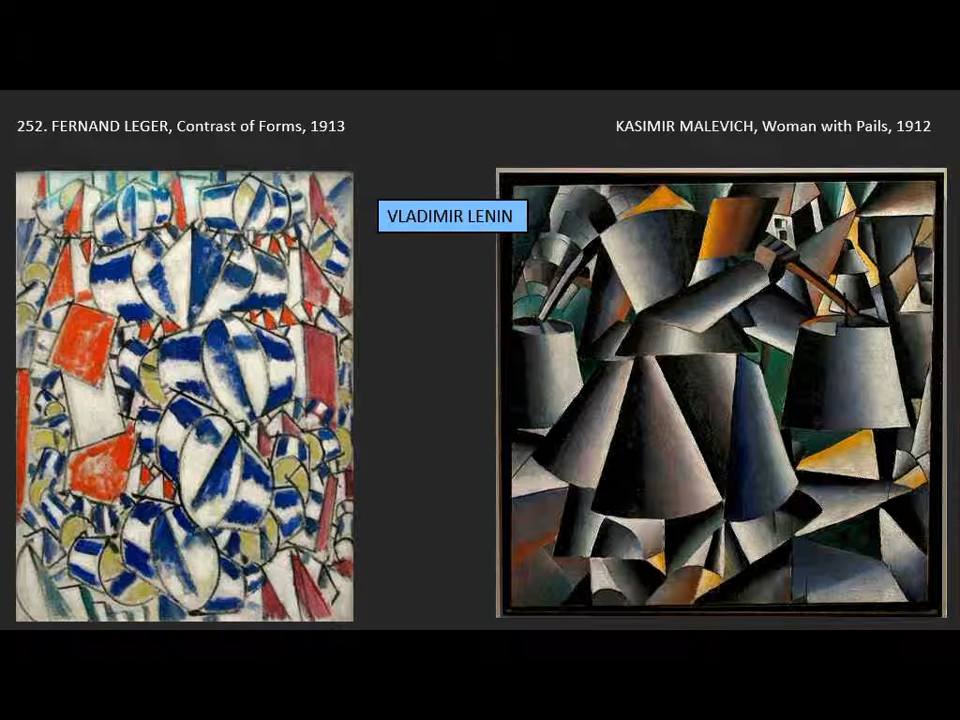 252. FERNAND LEGER, Contrast of Forms, 1913
KASIMIR MALEVICH, Woman with Pails, 1912
VLADIMIR LENIN